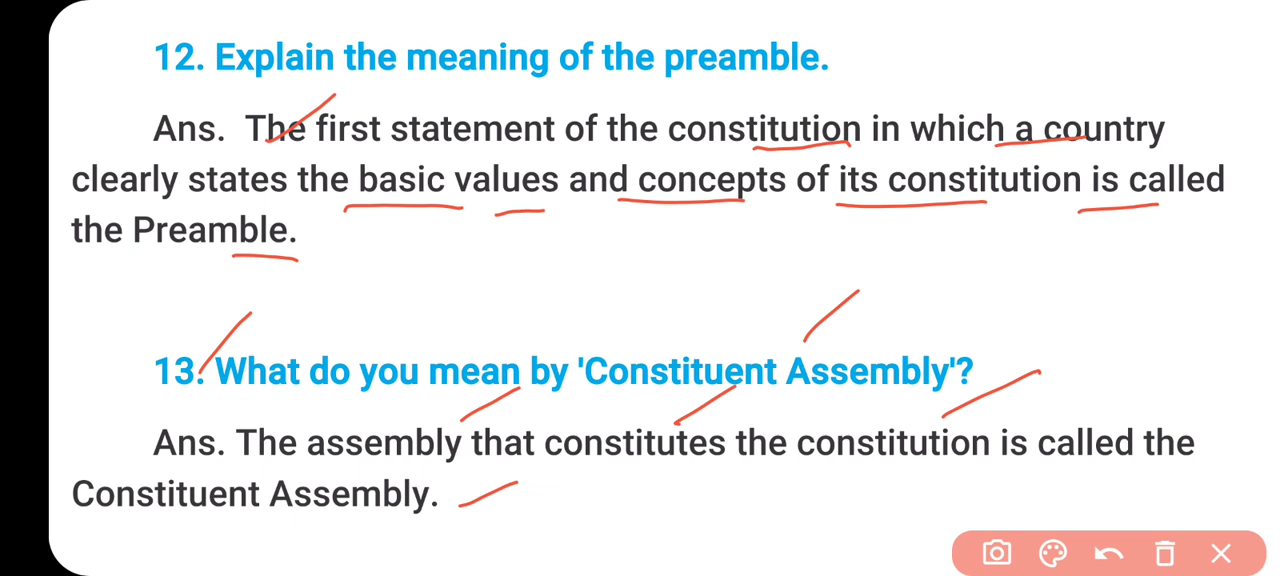 12. Explain the meaning of the preamble.
Ans. The first statement of the constitution in which a country
clearly states the basic values and concepts of its constitution is called
the Preamble.
13. What do you mean by 'Constituent Assembly'?
Ans. The assembly that constitutes the constitution is called the
Constituent Assembly.